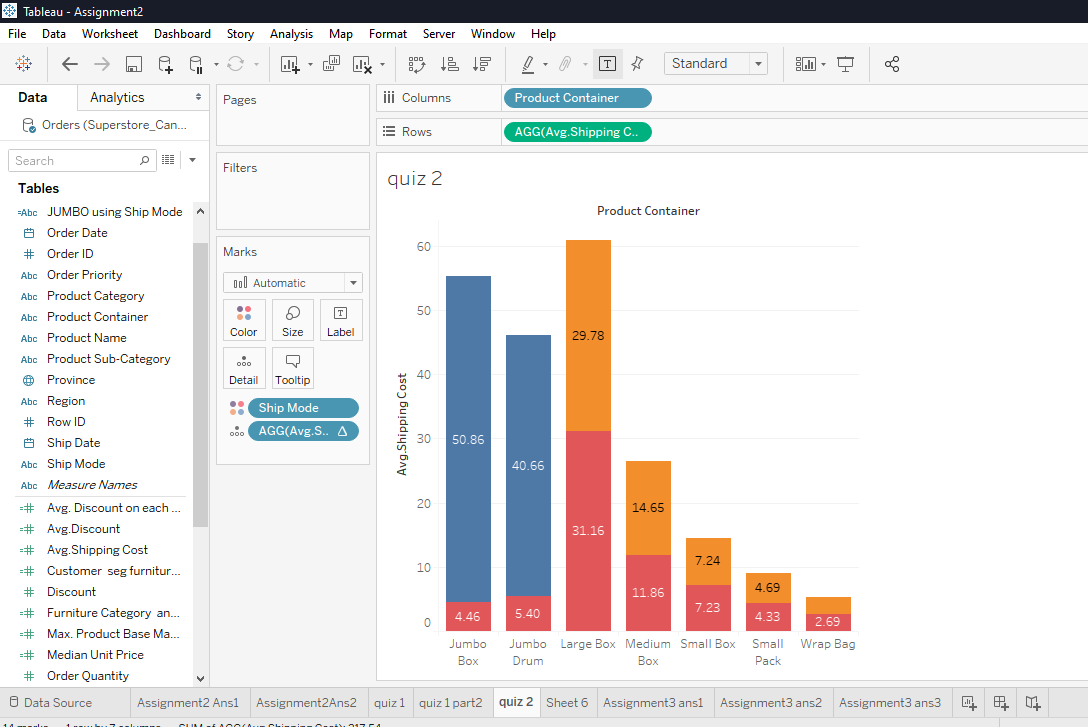 Tableau - Assignment2
File Data Worksheet Dashboard Story Analysis Map Format Server Window Help
Standard
Data Analytics
Orders (Superstore_Can...
Search
Tables
=Abc JUMBO using Ship Mode
Order Date
# Order ID
Abc Order Priority
Abc Product Category
Abc Product Container
Abc Product Name
Abc Product Sub-Category
Province
Abc Region
# Row ID
Ship Date
Abc Ship Mode
Abc Measure Names
=# Avg. Discount on each ...
=# Avg.Discount
=# Avg.Shipping Cost
=# Customer seg furnitur...
# Discount
=# Furniture Category an...
=# Max. Product Base Ma...
=# Median Unit Price
# Order Quantity
Pages
Filters
Marks
Automatic
Color Size Label
Detail Tooltip
Ship Mode
AGG(Avg.S.. Δ
Columns Product Container
Rows AGG(Avg.Shipping C..
quiz 2
Product Container
Avg.Shipping Cost
60
50
40
30
20
10
0
50.86
4.46
40.66
5.40
29.78
31.16
14.65
11.86
7.24
7.23
4.69
4.33
2.69
Jumbo Box
Jumbo Drum
Large Box
Medium Box
Small Box
Small Pack
Wrap Bag
Data Source Assignment2 Ans1 Assignment2Ans2 quiz 1 quiz 1 part2 quiz 2 Sheet 6 Assignment3 ans1 Assignment3 ans2 Assignment3 ans3
14 marks 1 row by 7 columns SUM of AGG(Avg.Shipping Cost): 217.54